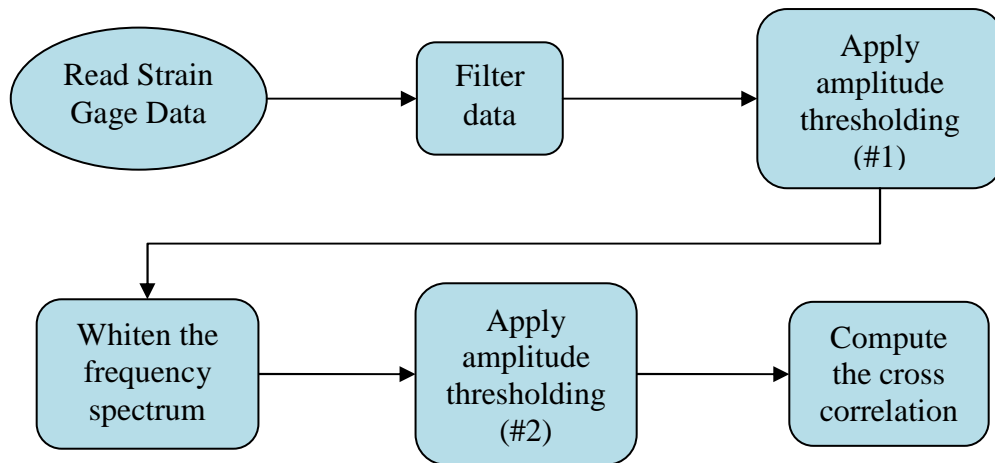 Read Strain
Gage Data
Filter
data
Apply
amplitude
thresholding
(#1)
Whiten the
frequency
spectrum
Apply
amplitude
thresholding
(#2)
Compute
the cross
correlation